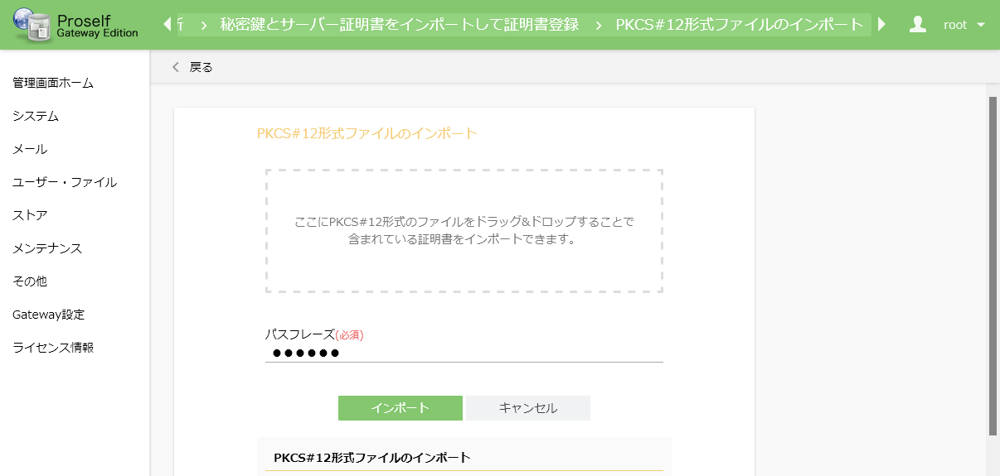 Proself
Gateway Edition
› 秘密鍵とサーバー証明書をインポートして証明書登録 › PKCS#12形式ファイルのインポート
root
戻る
管理画面ホーム
システム
メール
ユーザー・ファイル
ストア
メンテナンス
その他
Gateway設定
ライセンス情報
PKCS#12形式ファイルのインポート
ここにPKCS#12形式のファイルをドラッグ&ドロップすることで
含まれている証明書をインポートできます。
パスフレーズ(必須)
●●●●●●
インポート
キャンセル
PKCS#12形式ファイルのインポート